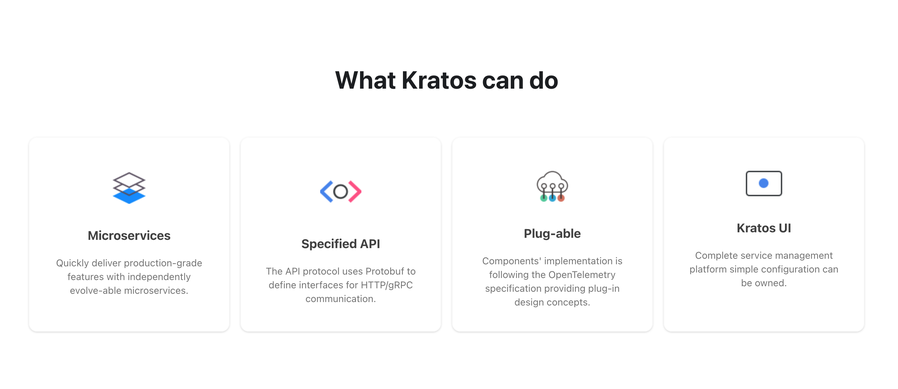 What Kratos can do
Microservices
Quickly deliver production-grade
features with independently
evolve-able microservices.
Specified API
The API protocol uses Protobuf to
define interfaces for HTTP/gRPC
communication.
Plug-able
Components' implementation is
following the OpenTelemetry
specification providing plug-in
design concepts.
Kratos UI
Complete service management
platform simple configuration can
be owned.